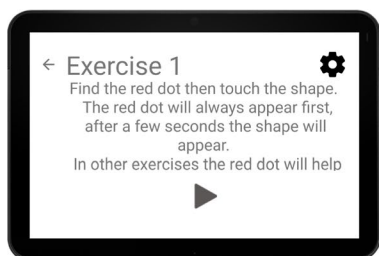 Exercise 1
Find the red dot then touch the shape.
The red dot will always appear first,
after a few seconds the shape will
appear.
In other exercises the red dot will help